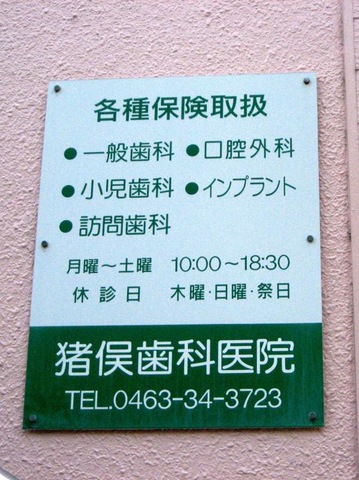 各種保険取扱
●一般歯科 ●口腔外科
●小児歯科 ●インプラント
●訪問歯科
月曜～土曜 10:00～18:30
休診日 木曜・日曜・祭日
猪俣歯科医院
TEL.0463-34-3723